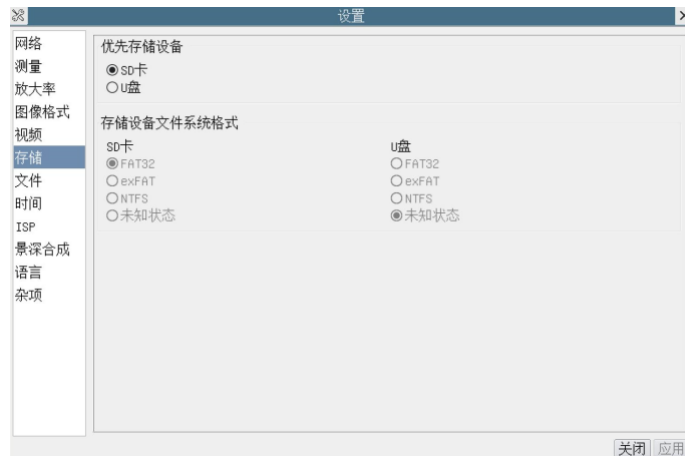 设置
网络
测量
放大率
图像格式
视频
存储
文件
时间
ISP
景深合成
语言
杂项
优先存储设备
SD卡
U盘
存储设备文件系统格式
SD卡
FAT32
exFAT
NTFS
未知状态
U盘
FAT32
exFAT
NTFS
未知状态
关闭 应用